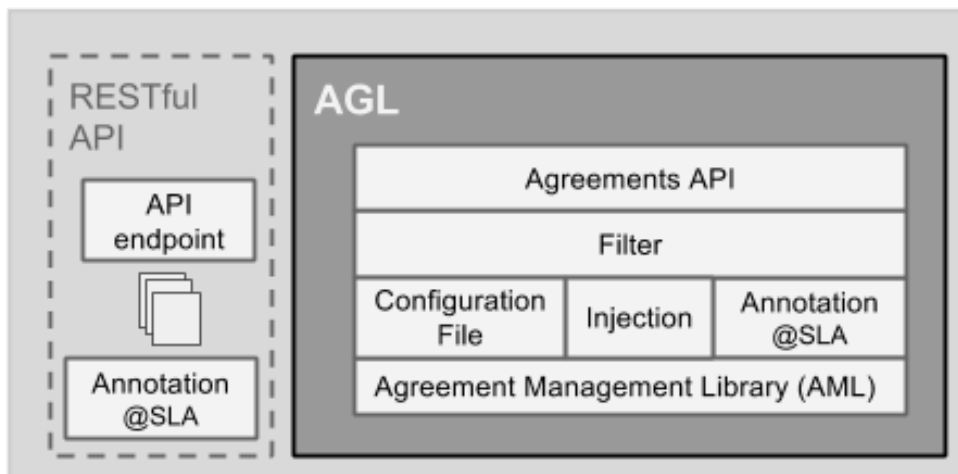 RESTful
API
API
endpoint
Annotation
@SLA
AGL
Agreements API
Filter
Configuration
File
Injection
Annotation
@SLA
Agreement Management Library (AML)